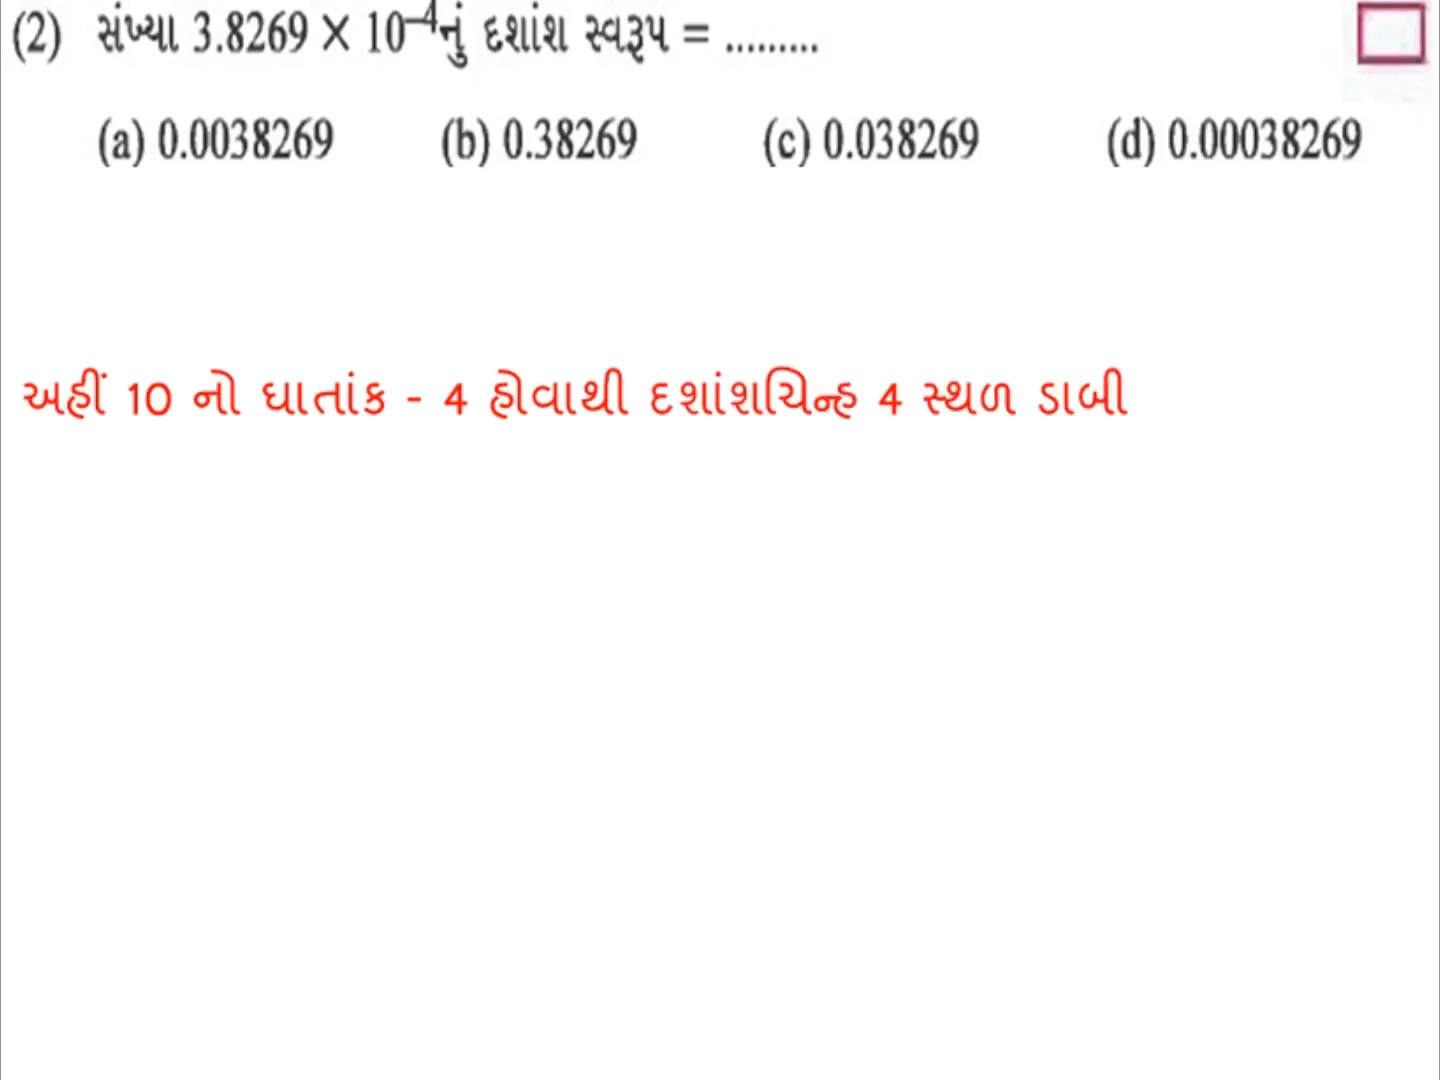 (2) સંખ્યા 3.8269 × 10⁻⁴નું દશાંશ સ્વરૂપ = .........
(a) 0.0038269 (b) 0.38269 (c) 0.038269 (d) 0.00038269
અહીં 10 નો ઘાતાંક - 4 હોવાથી દશાંશચિન્હ 4 સ્થળ ડાબી